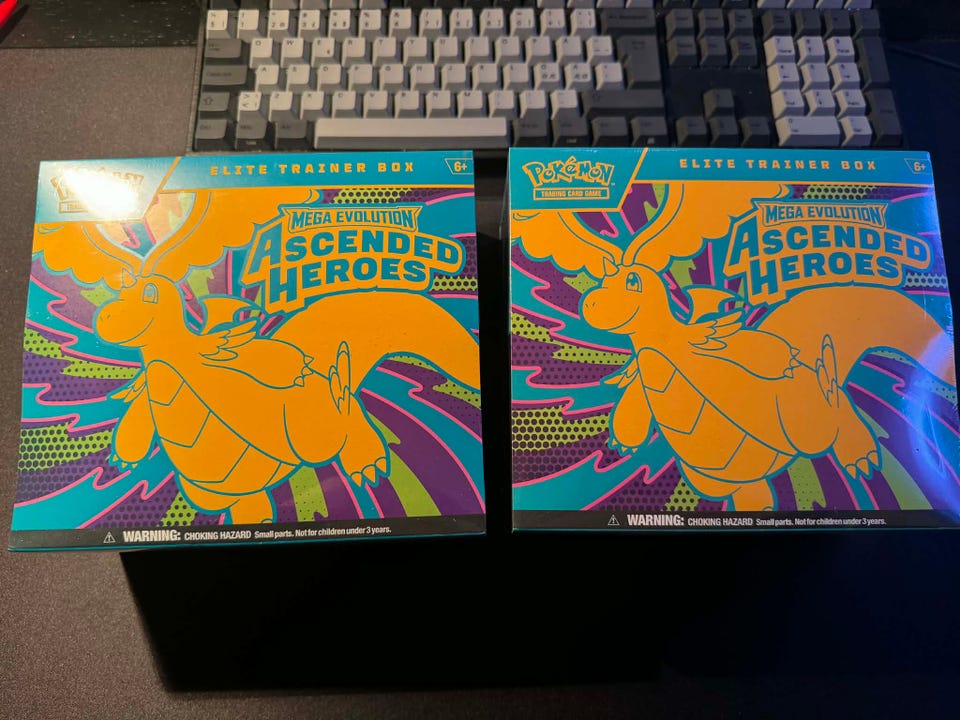 ELITE TRAINER BOX
6+
POKÉMON
MEGA EVOLUTION
ASCENDED
HEROES
WARNING: CHOKING HAZARD Small parts. Not for children under 3 years.
POKÉMON
TRADING CARD GAME
ELITE TRAINER BOX
6+
MEGA EVOLUTION
ASCENDED
HEROES
WARNING: CHOKING HAZARD Small parts. Not for children under 3 years.